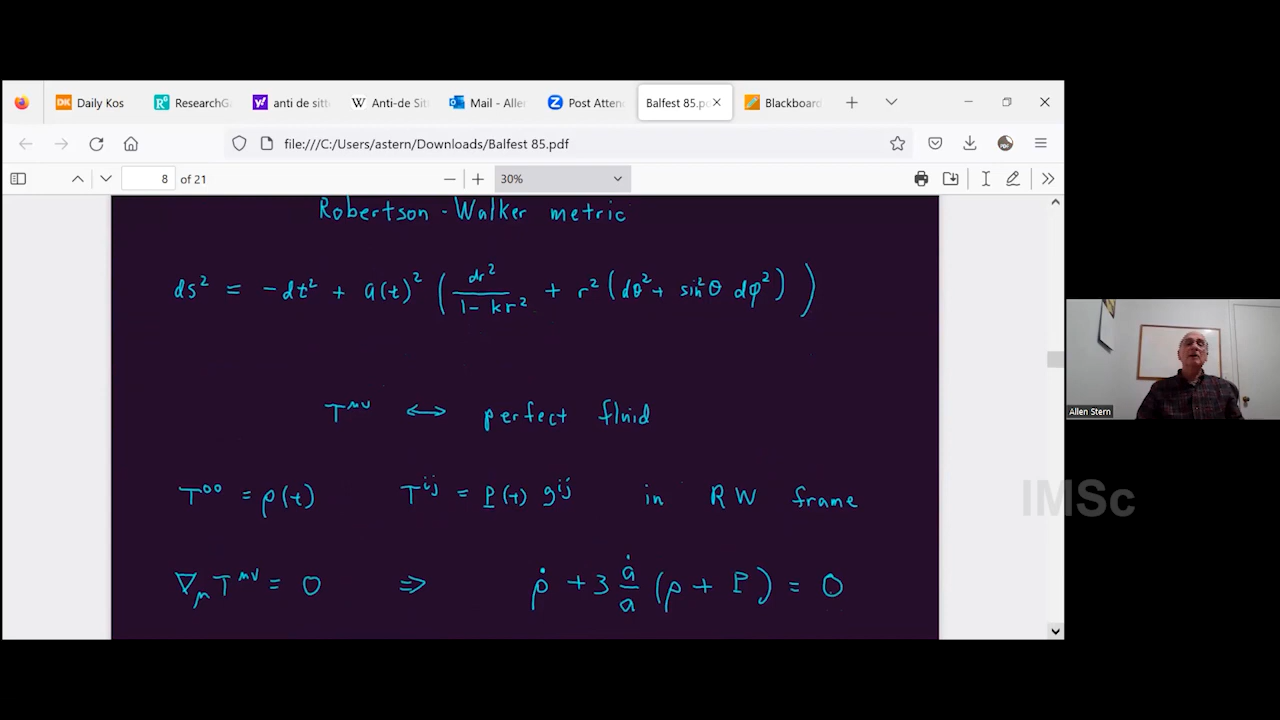 Daily Kos ResearchGa anti de sitt Anti-de Sit Mail - Aller Post Atten Balfest 85.p Blackboard
file:///C:/Users/astern/Downloads/Balfest 85.pdf
8 of 21 30%
Robertson - Walker metric
ds² = -dt² + a(t)² ( dr² / 1 - kr² + r² ( dθ² + sin²θ dφ² ) )
T^μν ↔ perfect fluid
T^00 = ρ(t) T^ij = P(t) g^ij in RW frame
∇_μ T^μν = 0 ⇒ ρ̇ + 3 ȧ/a (ρ + P) = 0
Allen Stern
IMSc